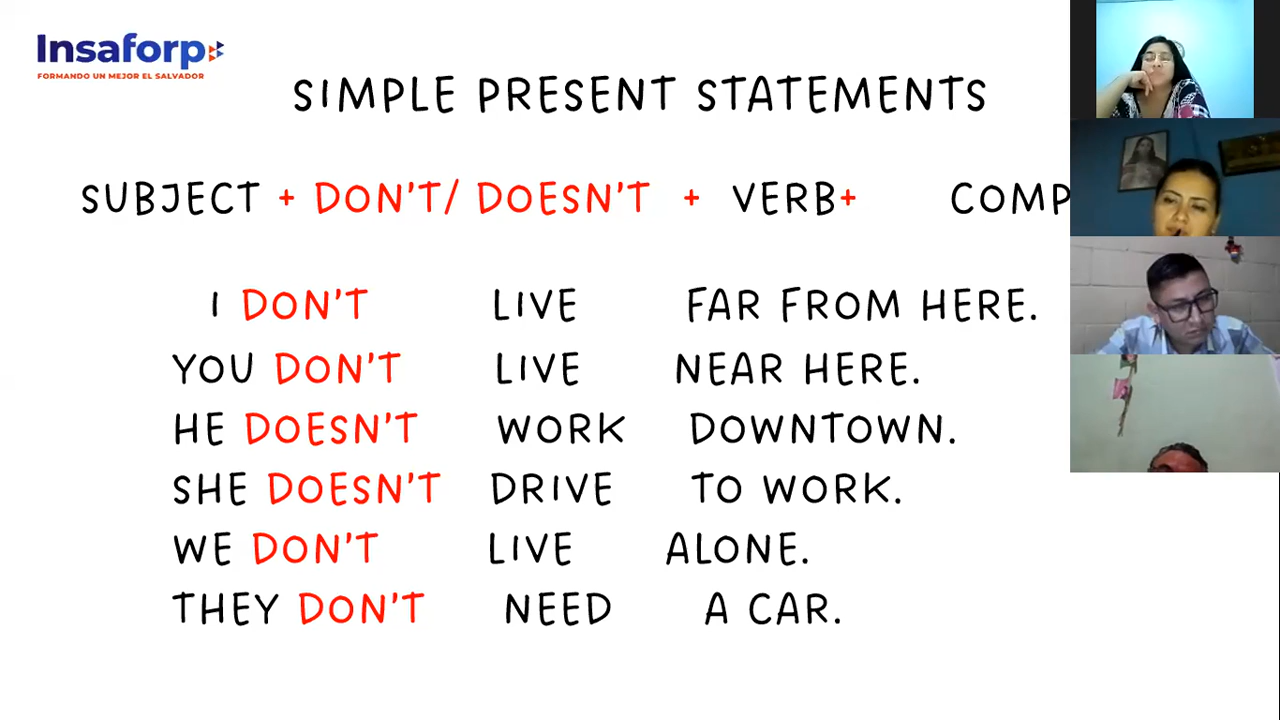 Insaforp
FORMANDO UN MEJOR EL SALVADOR
SIMPLE PRESENT STATEMENTS
SUBJECT + DON'T/ DOESN'T + VERB+ COMP
I DON'T LIVE FAR FROM HERE.
YOU DON'T LIVE NEAR HERE.
HE DOESN'T WORK DOWNTOWN.
SHE DOESN'T DRIVE TO WORK.
WE DON'T LIVE ALONE.
THEY DON'T NEED A CAR.